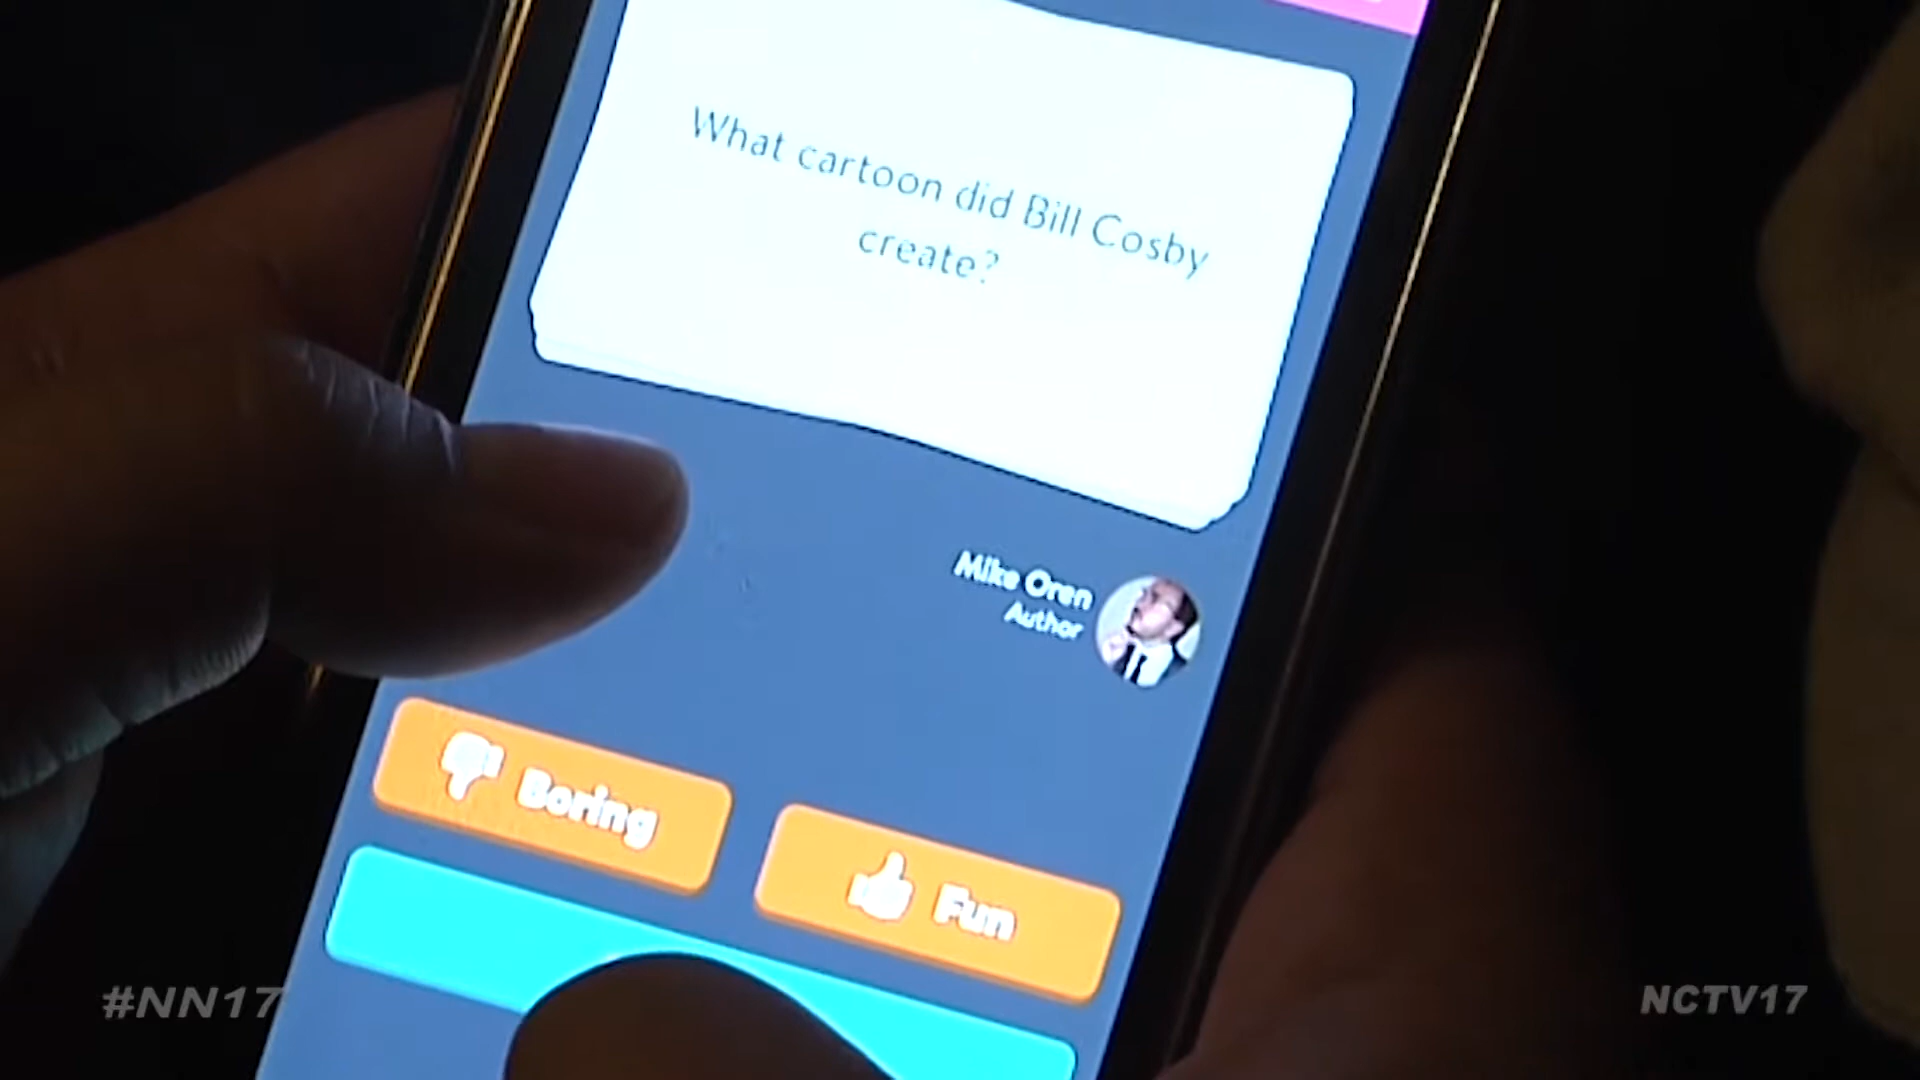 What cartoon did Bill Cosby
create?
Mike Oren
Author
Boring
Fun
#NN17
NCTV17